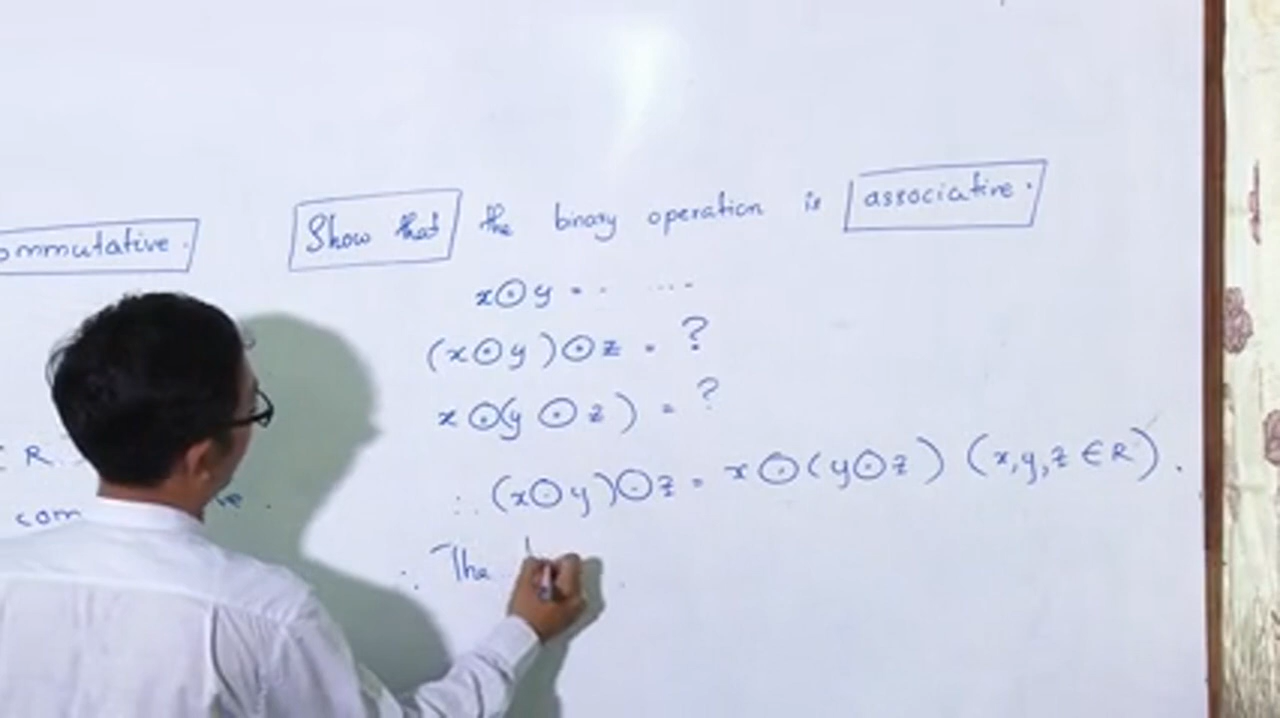 ommutative.
R.
com
Show that the binary operation is associative.
x⊙y = . ....
(x⊙y)⊙z = ?
x⊙(y⊙z) = ?
∴ (x⊙y)⊙z = x⊙(y⊙z) (x,y,z ∈ R).
∴ The